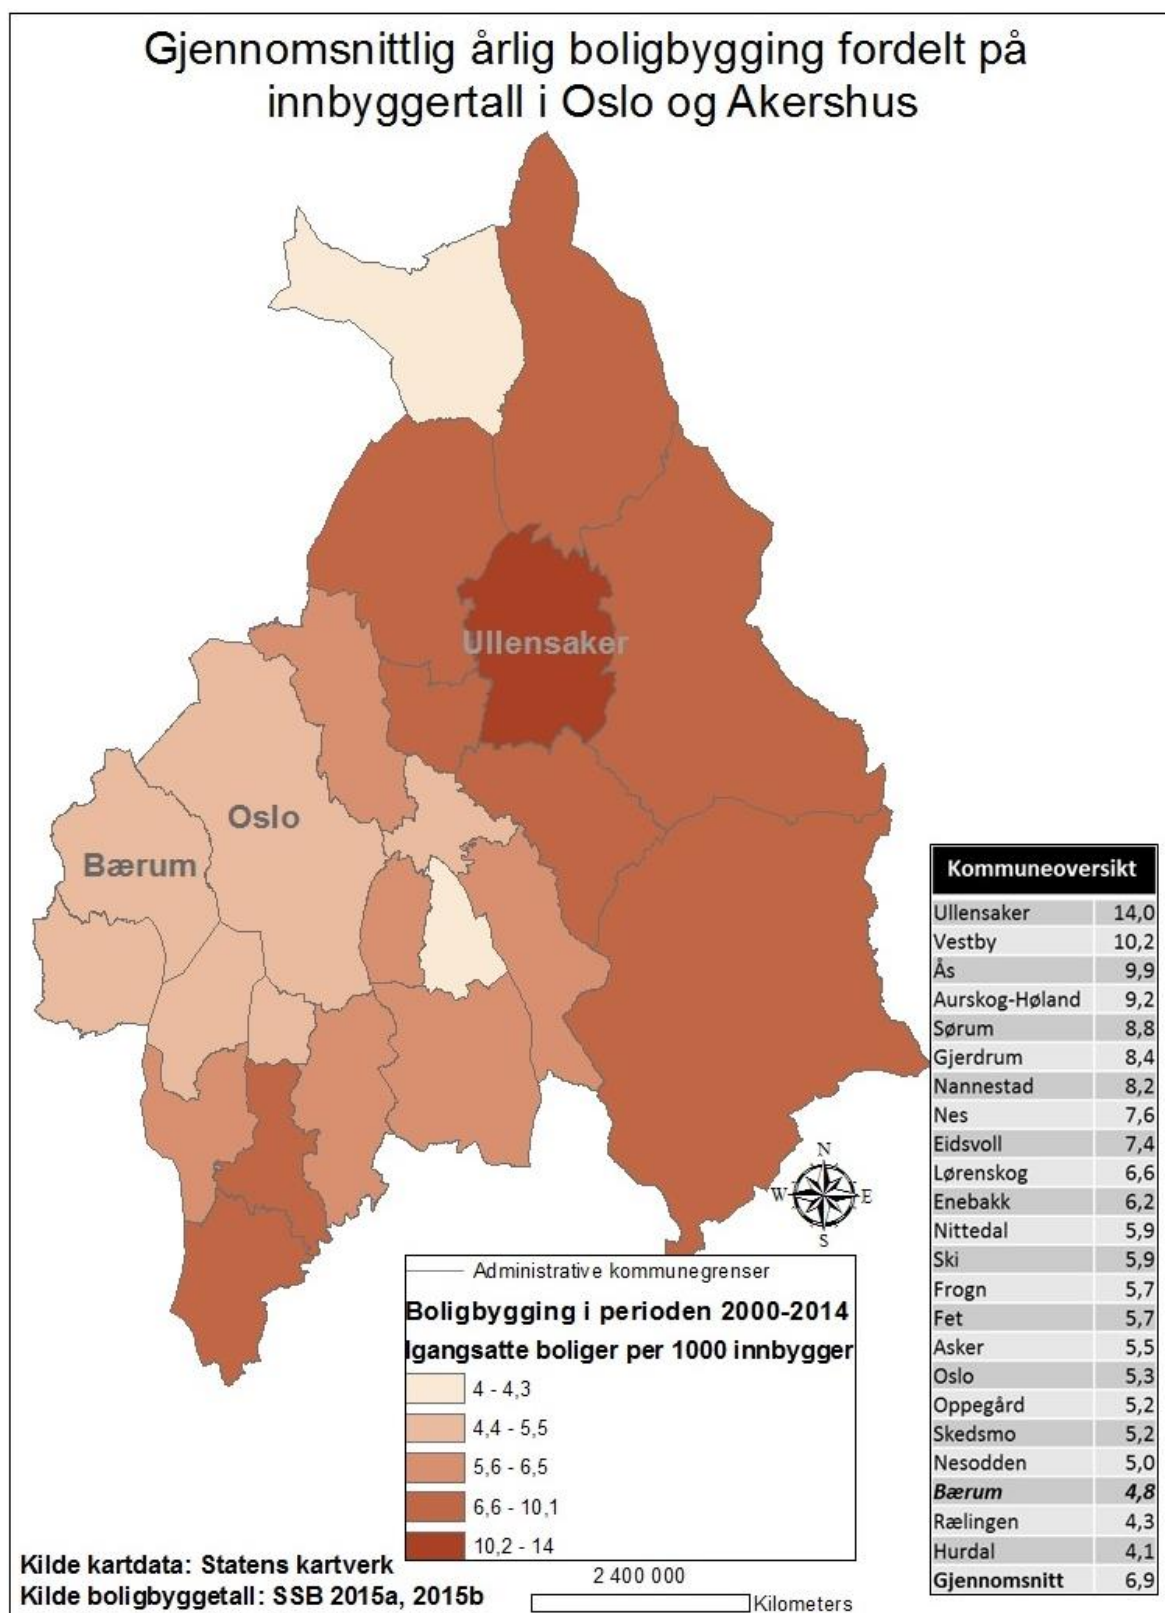 Gjennomsnittlig årlig boligbygging fordelt på
innbyggertall i Oslo og Akershus
Ullensaker
Oslo
Bærum
Kommuneoversikt
Ullensaker 14,0
Vestby 10,2
Ås 9,9
Aurskog-Høland 9,2
Sørum 8,8
Gjerdrum 8,4
Nannestad 8,2
Nes 7,6
Eidsvoll 7,4
Lørenskog 6,6
Enebakk 6,2
Nittedal 5,9
Ski 5,9
Frogn 5,7
Fet 5,7
Asker 5,5
Oslo 5,3
Oppegård 5,2
Skedsmo 5,2
Nesodden 5,0
Bærum 4,8
Rælingen 4,3
Hurdal 4,1
Gjennomsnitt 6,9
N
W E
S
Administrative kommunegrenser
Boligbygging i perioden 2000-2014
Igangsatte boliger per 1000 innbygger
4 - 4,3
4,4 - 5,5
5,6 - 6,5
6,6 - 10,1
10,2 - 14
Kilde kartdata: Statens kartverk
Kilde boligbyggetall: SSB 2015a, 2015b
2 400 000
Kilometers